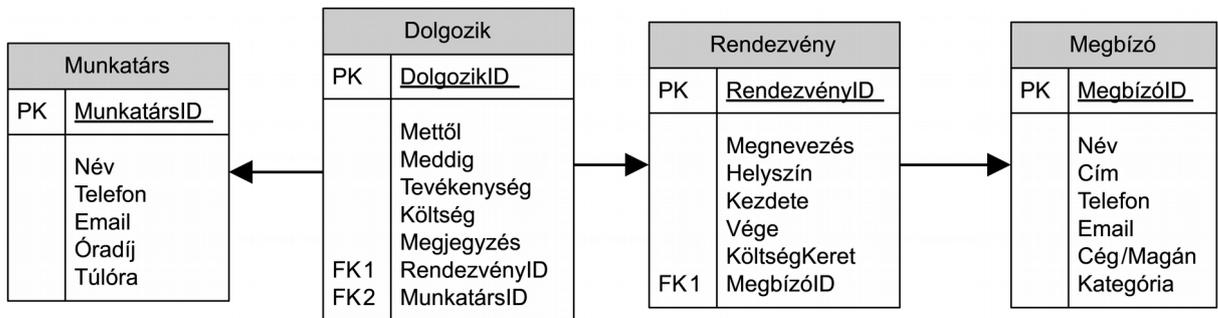 Munkatárs
PK MunkatársID
Név
Telefon
Email
Óradíj
Túlóra
Dolgozik
PK DolgozikID
Mettől
Meddig
Tevékenység
Költség
Megjegyzés
FK1 RendezvényID
FK2 MunkatársID
Rendezvény
PK RendezvényID
Megnevezés
Helyszín
Kezdete
Vége
KöltségKeret
FK1 MegbízóID
Megbízó
PK MegbízóID
Név
Cím
Telefon
Email
Cég/Magán
Kategória